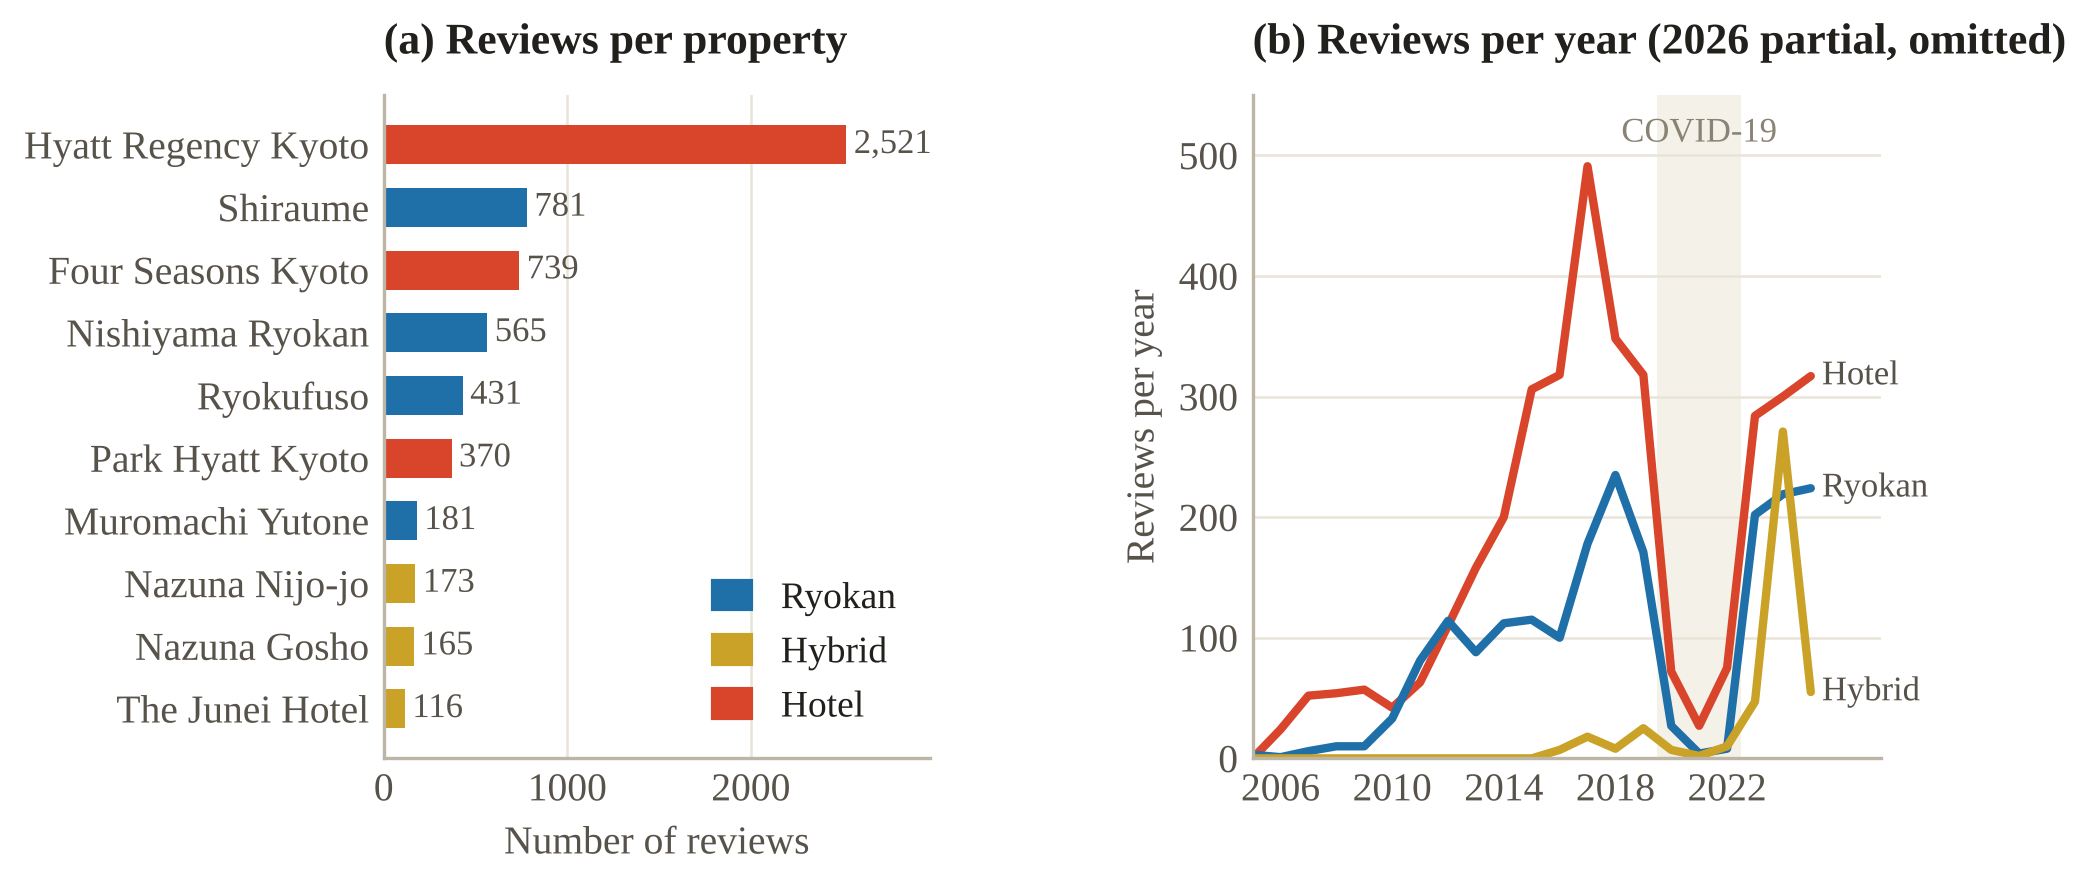 (a) Reviews per property
Hyatt Regency Kyoto 2,521
Shiraume 781
Four Seasons Kyoto 739
Nishiyama Ryokan 565
Ryokufuso 431
Park Hyatt Kyoto 370
Muromachi Yutone 181
Nazuna Nijo-jo 173
Nazuna Gosho 165
The Junei Hotel 116
Ryokan
Hybrid
Hotel
0 1000 2000
Number of reviews
(b) Reviews per year (2026 partial, omitted)
COVID-19
Reviews per year
500
400
300
200
100
0
Hotel
Ryokan
Hybrid
2006 2010 2014 2018 2022